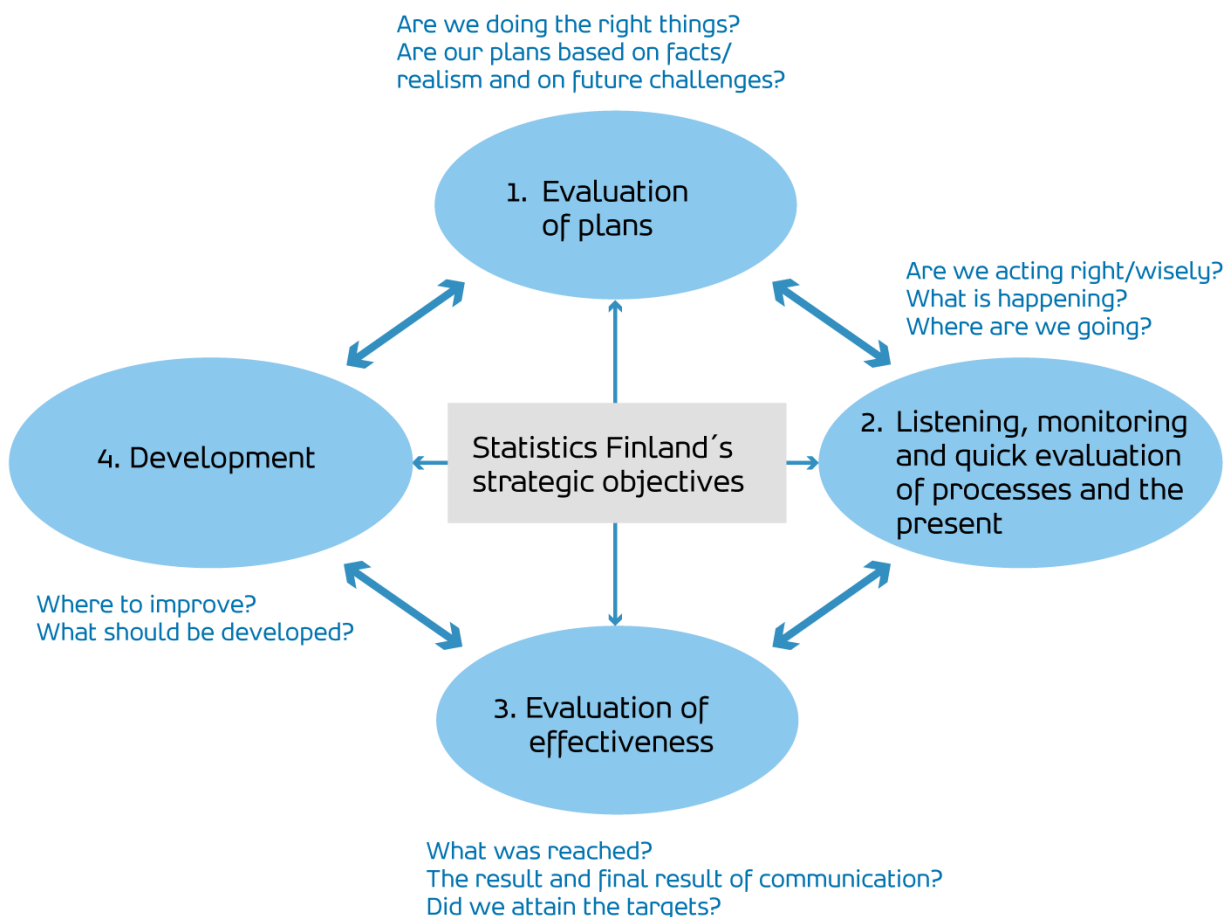 Are we doing the right things?
Are our plans based on facts/
realism and on future challenges?
1. Evaluation
of plans
Are we acting right/wisely?
What is happening?
Where are we going?
2. Listening, monitoring
and quick evaluation
of processes and the
present
Statistics Finland´s
strategic objectives
4. Development
Where to improve?
What should be developed?
3. Evaluation of
effectiveness
What was reached?
The result and final result of communication?
Did we attain the targets?